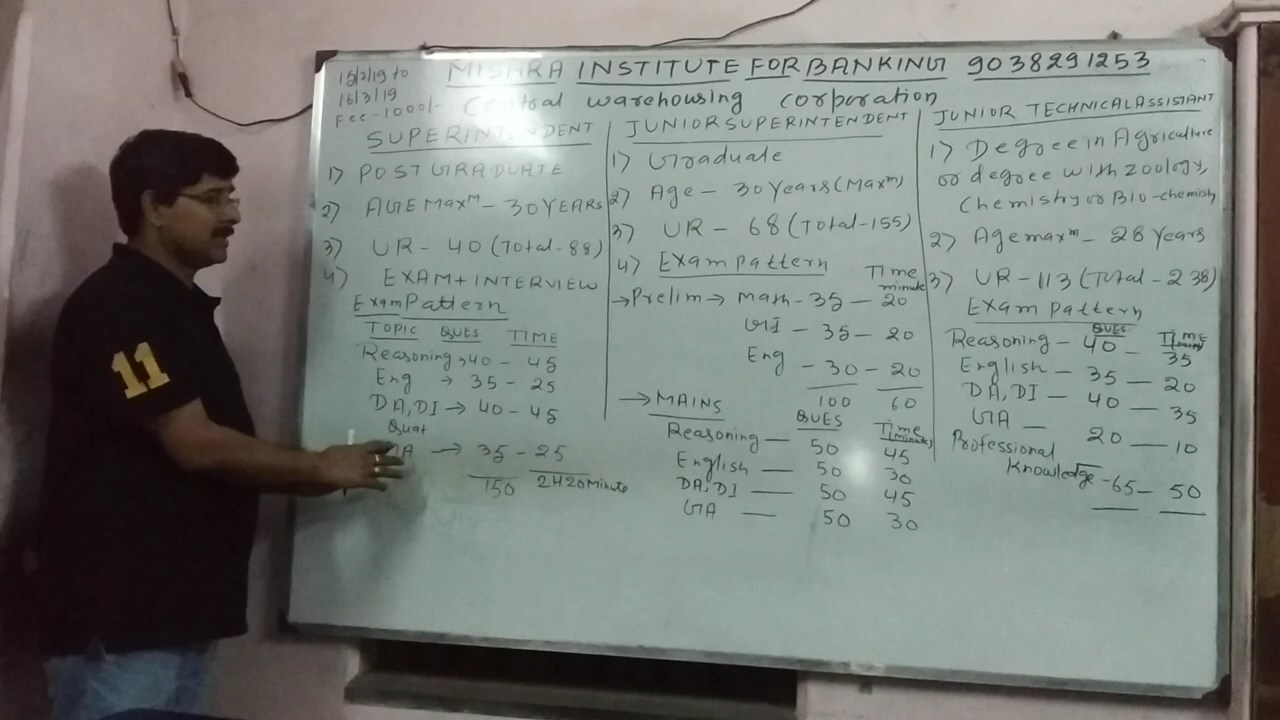 15/2/19 to
16/3/19
Fee-1000/-
MISHRA INSTITUTE FOR BANKING 9038291253
Central warehousing corporation
SUPERINTENDENT
1) POST GRADUATE
2) AGE Maxᵐ - 30 YEARS
3) UR - 40 (Total - 88)
4) EXAM + INTERVIEW
Exam Pattern
TOPIC QUES TIME
Reasoning → 40 - 45
Eng → 35 - 25
DA, DI → 40 - 45
Quat
GA → 35 - 25
150 2H20Minute
JUNIOR SUPERINTENDENT
1) Graduate
2) Age - 30 Years (Maxᵐ)
3) UR - 68 (Total - 155)
4) Exam pattern
Time
minute
→ Prelim → Math - 35 - 20
GI - 35 - 20
Eng - 30 - 20
100 60
→ MAINS QUES Time
(minutes)
Reasoning - 50 45
English - 50 30
DA, DI - 50 45
GA - 50 30
JUNIOR TECHNICAL ASSISTANT
1) Degree in Agriculture
or degree with zoology,
Chemistry or Bio-chemistry
2) Age maxᵐ - 28 Years
3) UR - 113 (Total - 238)
Exam pattern
QUES Time
Reasoning - 40 - 35
English - 35 - 20
DA, DI - 40 - 35
GA - 20 - 10
Professional
Knowledge - 65 - 50
11